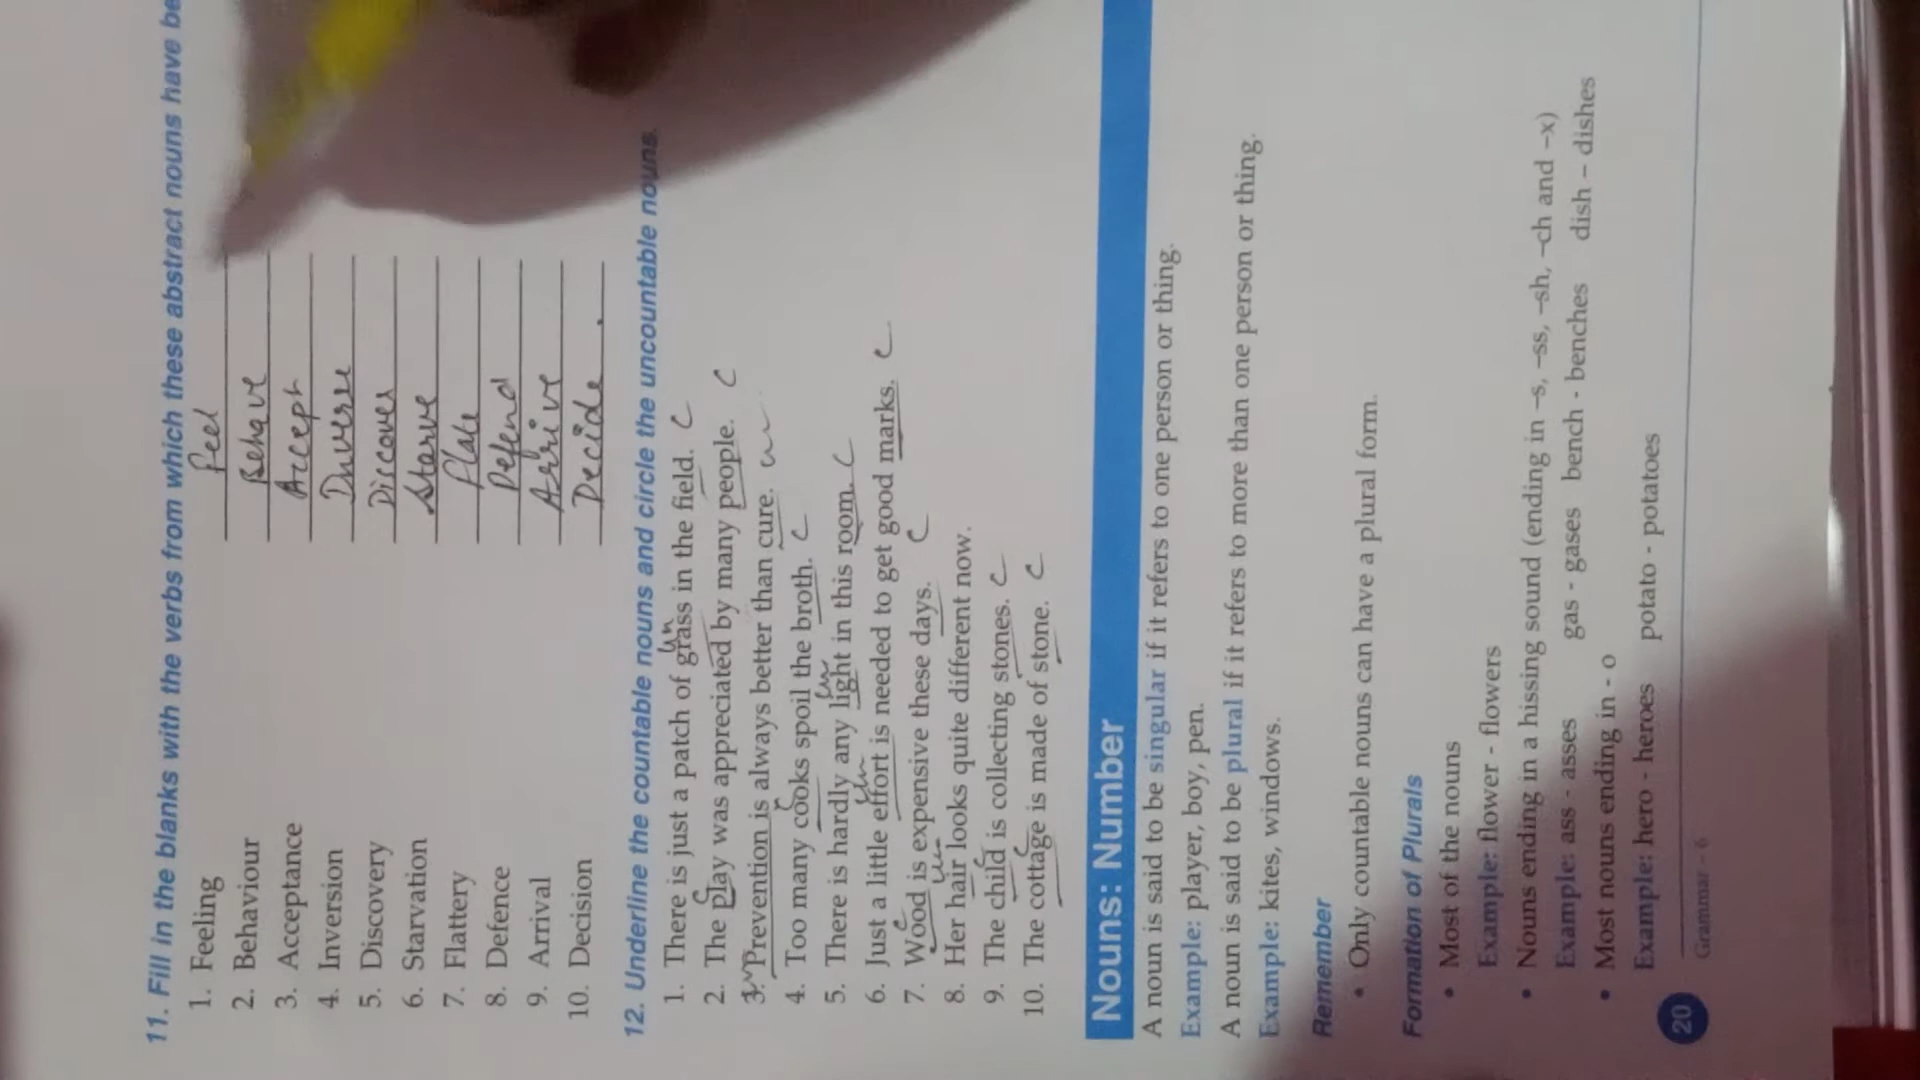 11. Fill in the blanks with the verbs from which these abstract nouns have be
1. Feeling Feel
2. Behaviour Behave
3. Acceptance Accept
4. Inversion Inverse
5. Discovery Discover
6. Starvation Starve
7. Flattery
8. Defence Defend
9. Arrival Arrive
10. Decision Decide.
12. Underline the countable nouns and circle the uncountable nouns.
1. There is just a patch of grass in the field. C
un
2. The play was appreciated by many people. C
C
3. Prevention is always better than cure. un
4. Too many cooks spoil the broth. C
C
5. There is hardly any light in this room. C
un
6. Just a little effort is needed to get good marks. C
un
7. Wood is expensive these days. C
C
8. Her hair looks quite different now.
un
9. The child is collecting stones. C
C
10. The cottage is made of stone. C
C
Nouns: Number
A noun is said to be singular if it refers to one person or thing.
Example: player, boy, pen.
A noun is said to be plural if it refers to more than one person or thing.
Example: kites, windows.
Remember
• Only countable nouns can have a plural form.
Formation of Plurals
• Most of the nouns
Example: flower - flowers
• Nouns ending in a hissing sound (ending in –s, –ss, –sh, –ch and –x)
Example: ass - asses gas - gases bench - benches dish – dishes
• Most nouns ending in - o
Example: hero - heroes potato - potatoes
20 Grammar – 6